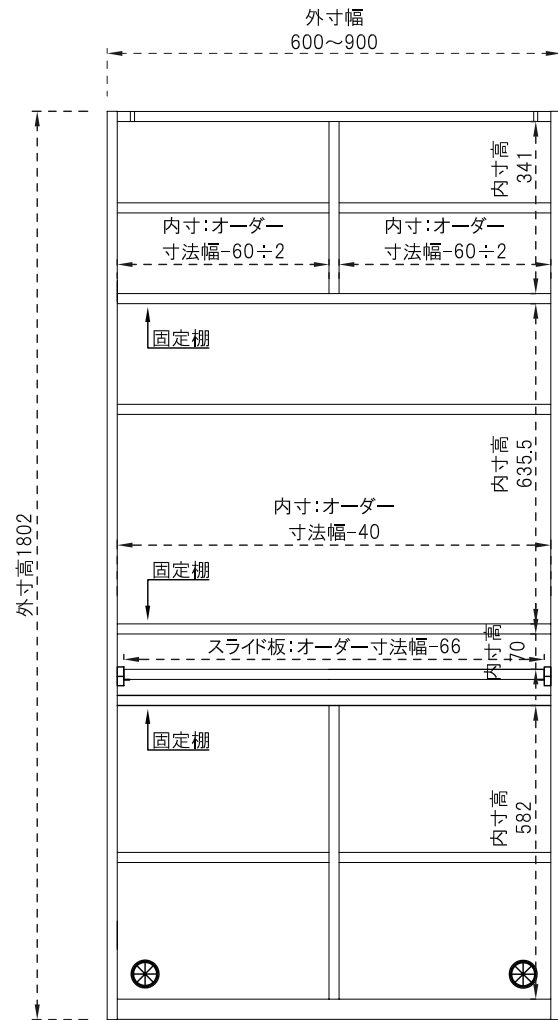 外寸幅
600～900
内寸高
341
内寸：オーダー
寸法幅-60÷2
内寸：オーダー
寸法幅-60÷2
固定棚
内寸高
635.5
内寸：オーダー
寸法幅-40
外寸高1802
固定棚
スライド板：オーダー寸法幅-66
内寸高
70
固定棚
内寸高
582